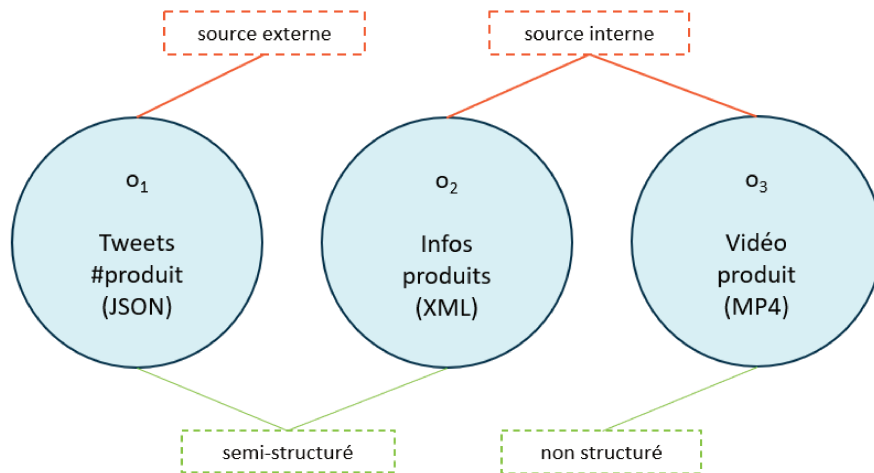 source externe
source interne
o₁
Tweets
#produit
(JSON)
o₂
Infos
produits
(XML)
o₃
Vidéo
produit
(MP4)
semi-structuré
non structuré